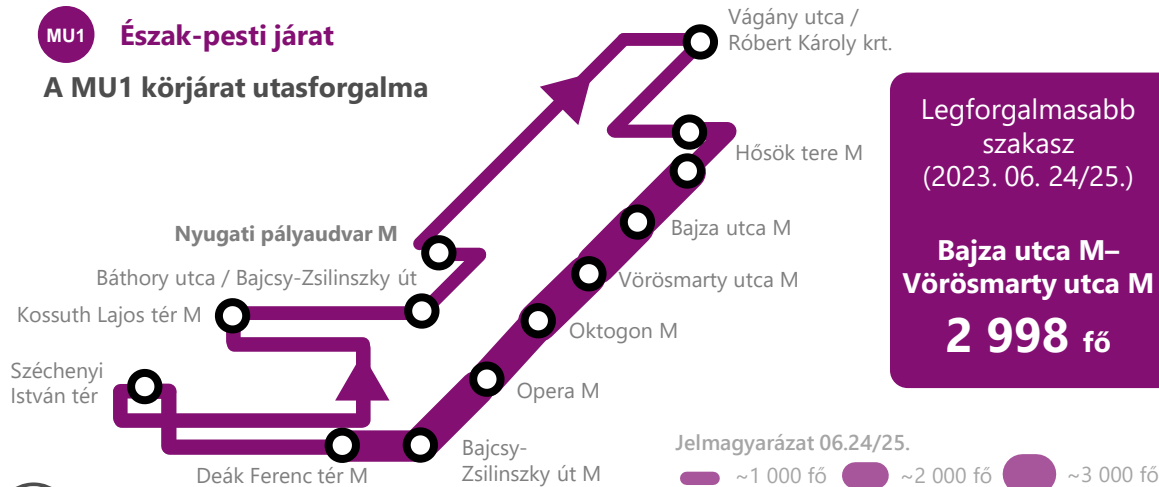 MU1
Észak-pesti járat
A MU1 körjárat utasforgalma
Vágány utca /
Róbert Károly krt.
Hősök tere M
Bajza utca M
Vörösmarty utca M
Oktogon M
Opera M
Bajcsy-
Zsilinszky út M
Deák Ferenc tér M
Széchenyi
István tér
Kossuth Lajos tér M
Báthory utca / Bajcsy-Zsilinszky út
Nyugati pályaudvar M
Legforgalmasabb
szakasz
(2023. 06. 24/25.)
Bajza utca M–
Vörösmarty utca M
2 998 fő
Jelmagyarázat 06.24/25.
~1 000 fő
~2 000 fő
~3 000 fő